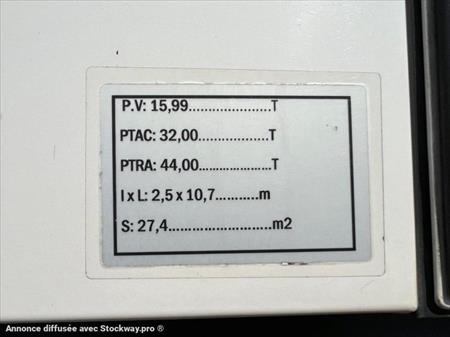 P.V: 15,99.....................T
PTAC: 32,00..................T
PTRA: 44,00...................T
l x L: 2,5 x 10,7...........m
S: 27,4..........................m2
Annonce diffusée avec Stockway.pro ®